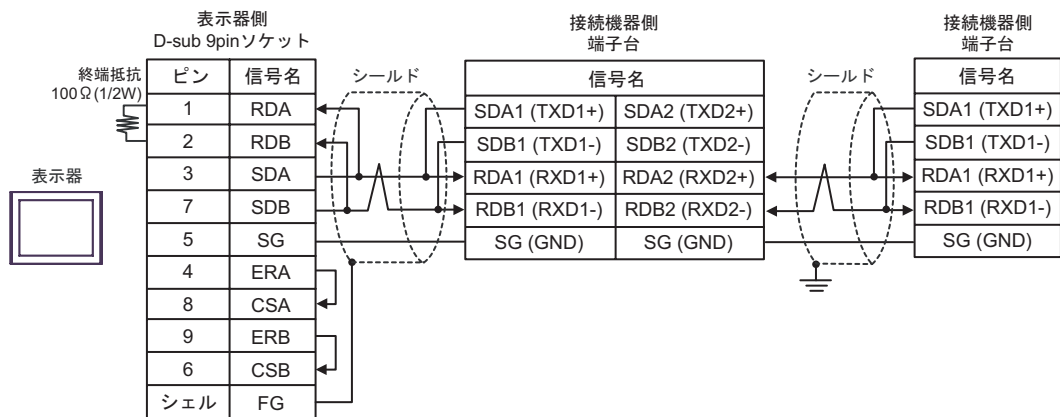 表示器側
D-sub 9pinソケット
接続機器側
端子台
接続機器側
端子台
終端抵抗
100Ω(1/2W)
ピン 信号名
シールド
信号名
シールド
信号名
1 RDA
SDA1 (TXD1+) SDA2 (TXD2+)
SDA1 (TXD1+)
2 RDB
SDB1 (TXD1-) SDB2 (TXD2-)
SDB1 (TXD1-)
表示器
3 SDA
RDA1 (RXD1+) RDA2 (RXD2+)
RDA1 (RXD1+)
7 SDB
RDB1 (RXD1-) RDB2 (RXD2-)
RDB1 (RXD1-)
5 SG
SG (GND) SG (GND)
SG (GND)
4 ERA
8 CSA
9 ERB
6 CSB
シェル FG